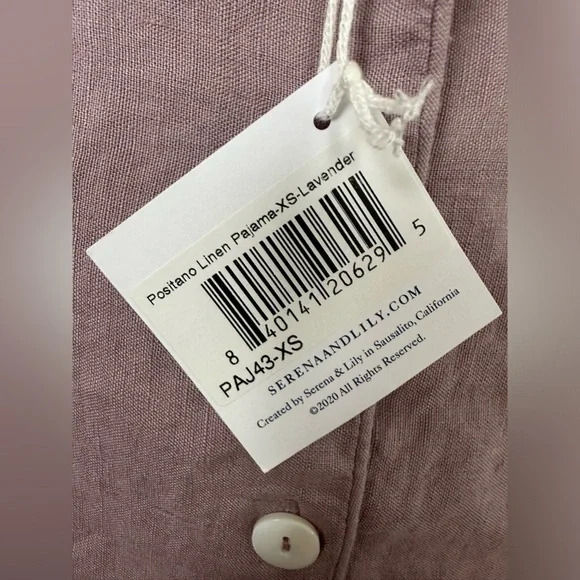 Positano Linen Pajama-XS-Lavender
8 40141 20629 5
PAJ43-XS
SERENAANDLILY.COM
Created by Serena & Lily in Sausalito, California
©2020 All Rights Reserved.